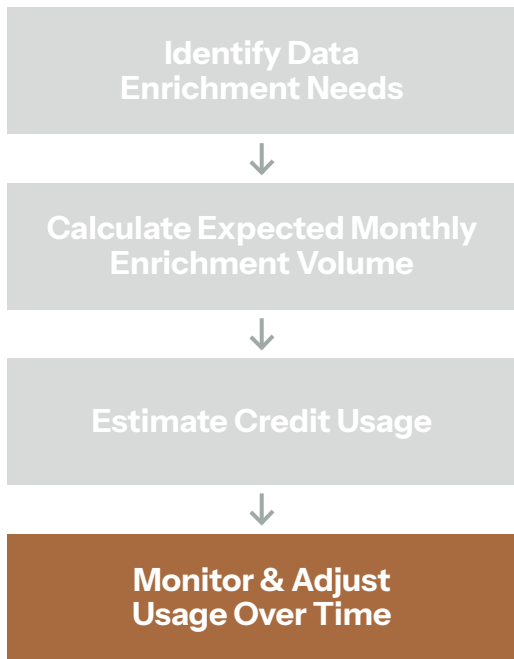 Identify Data
Enrichment Needs
Calculate Expected Monthly
Enrichment Volume
Estimate Credit Usage
Monitor & Adjust
Usage Over Time